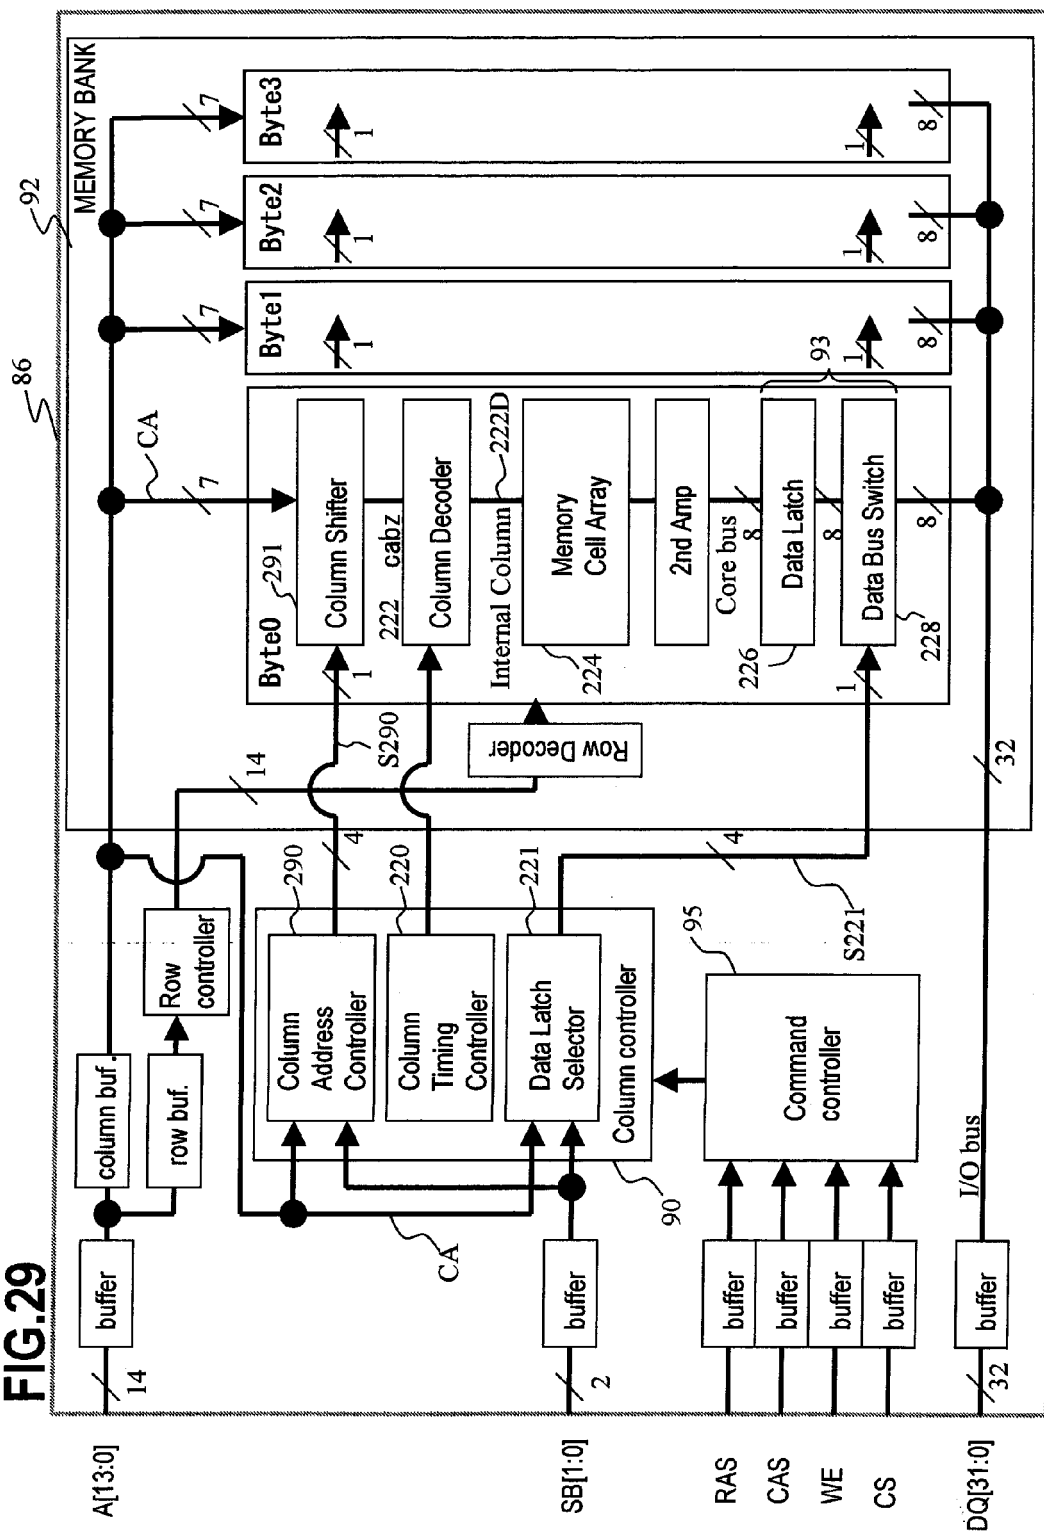 FIG.29
A[13:0]
14
buffer
column buf.
row buf.
Row
controller
14
SB[1:0]
2
buffer
CA
90
Column
Address
Controller
290
Column
Timing
Controller
220
Data Latch
Selector
221
Column controller
4
4
S221
RAS
CAS
WE
CS
buffer
buffer
buffer
buffer
Command
controller
95
DQ[31:0]
32
buffer
I/O bus
32
86
92
MEMORY BANK
CA
7
7
7
7
Byte0
291
Column Shifter
S290
1
222
cabz
Column Decoder
Internal Column
222D
Row Decoder
Memory
Cell Array
224
2nd Amp
Core bus
8
Data Latch
226
8
93
Data Bus Switch
228
1
8
Byte1
1
1
8
Byte2
1
1
8
Byte3
1
1
8